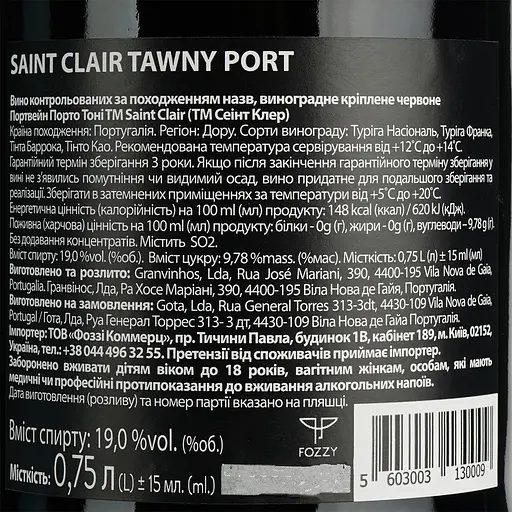 SAINT CLAIR TAWNY PORT
Вино контрольованих за походженням назв, виноградне кріплене червоне
Портвейн Порто Тоні ТМ Saint Clair (ТМ Сеінт Клер)
Країна походження: Португалія. Регіон: Дору. Сорти винограду: Туріга Насіональ, Туріга Франка,
Тінта Баррока, Тінто Као. Рекомендована температура сервірування від +12°С до +14°С.
Гарантійний термін зберігання 3 роки. Якщо після закінчення гарантійного терміну зберігання у
вині не з'явились помутніння чи видимий осад, вино придатне для подальшого зберігання та
реалізації. Зберігати в затемнених приміщеннях за температури від +5°С до +20°С.
Енергетична цінність (калорійність) на 100 ml (мл) продукту: 148 kcal (ккал) / 620 kJ (кДж).
Поживна (харчова) цінність на 100 ml (мл) продукту: білки - 0g (г), жири - 0g (г), вуглеводи – 9,78 g (г).
Без додавання концентратів. Містить SO2.
Вміст спирту: 19,0 %vol. (%об.). Вміст цукру: 9,78 %mass. (%мас.). Місткість: 0,75 L (л) ± 15 ml (мл).
Виготовлено та розлито: Granvinhos, Lda, Rua José Mariani, 390, 4400-195 Vila Nova de Gaia,
Portugalia. Гранвінос, Лда, Ра Хосе Маріані, 390, 4400-195 Віла Нова де Гайя, Португалія.
Виготовлено на замовлення: Gota, Lda, Rua General Torres 313-3dt, 4430-109 Vila Nova de Gaia,
Portugal / Гота, Лда, Руа Генерал Торрес 313- 3 дт, 4430-109 Віла Нова де Гайа Португалія.
Імпортер: ТОВ «Фоззі Коммерц», пр. Тичини Павла, будинок 1В, кабінет 189, м. Київ, 02152,
Україна, тел.: +38 044 496 32 55. Претензії від споживачів приймає імпортер.
Заборонено вживати дітям віком до 18 років, вагітним жінкам, особам, які мають
медичні чи професійні протипоказання до вживання алкогольних напоїв.
Дата виготовлення (розливу) та номер партії вказано на пляшці.
Вміст спирту: 19,0 %vol. (%об.)
Місткість: 0,75 л (L) ± 15 мл. (ml.)
FOZZY
5 603003 130009